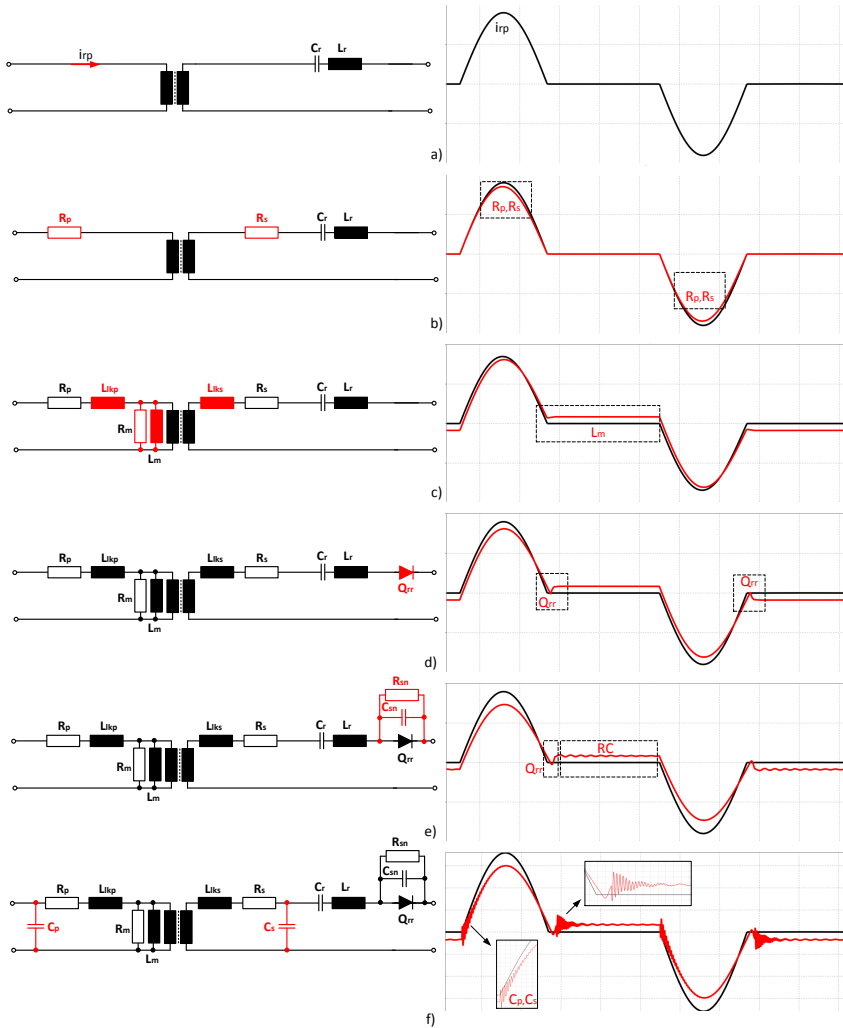 irp Cr Lr irp
a)
Rp Rs Cr Lr Rp,Rs
Rp,Rs
b)
Rp Llkp Llks Rs Cr Lr
Rm Lm
Lm
c)
Rp Llkp Llks Rs Cr Lr Qrr Qrr
Rm Qrr
Lm
d)
Rsn
Csn
Rp Llkp Llks Rs Cr Lr RC
Rm Qrr Qrr
Lm
e)
Rsn
Csn
Rp Llkp Llks Rs Cr Lr
Cp Rm Cs Qrr
Lm Cp,Cs
f)